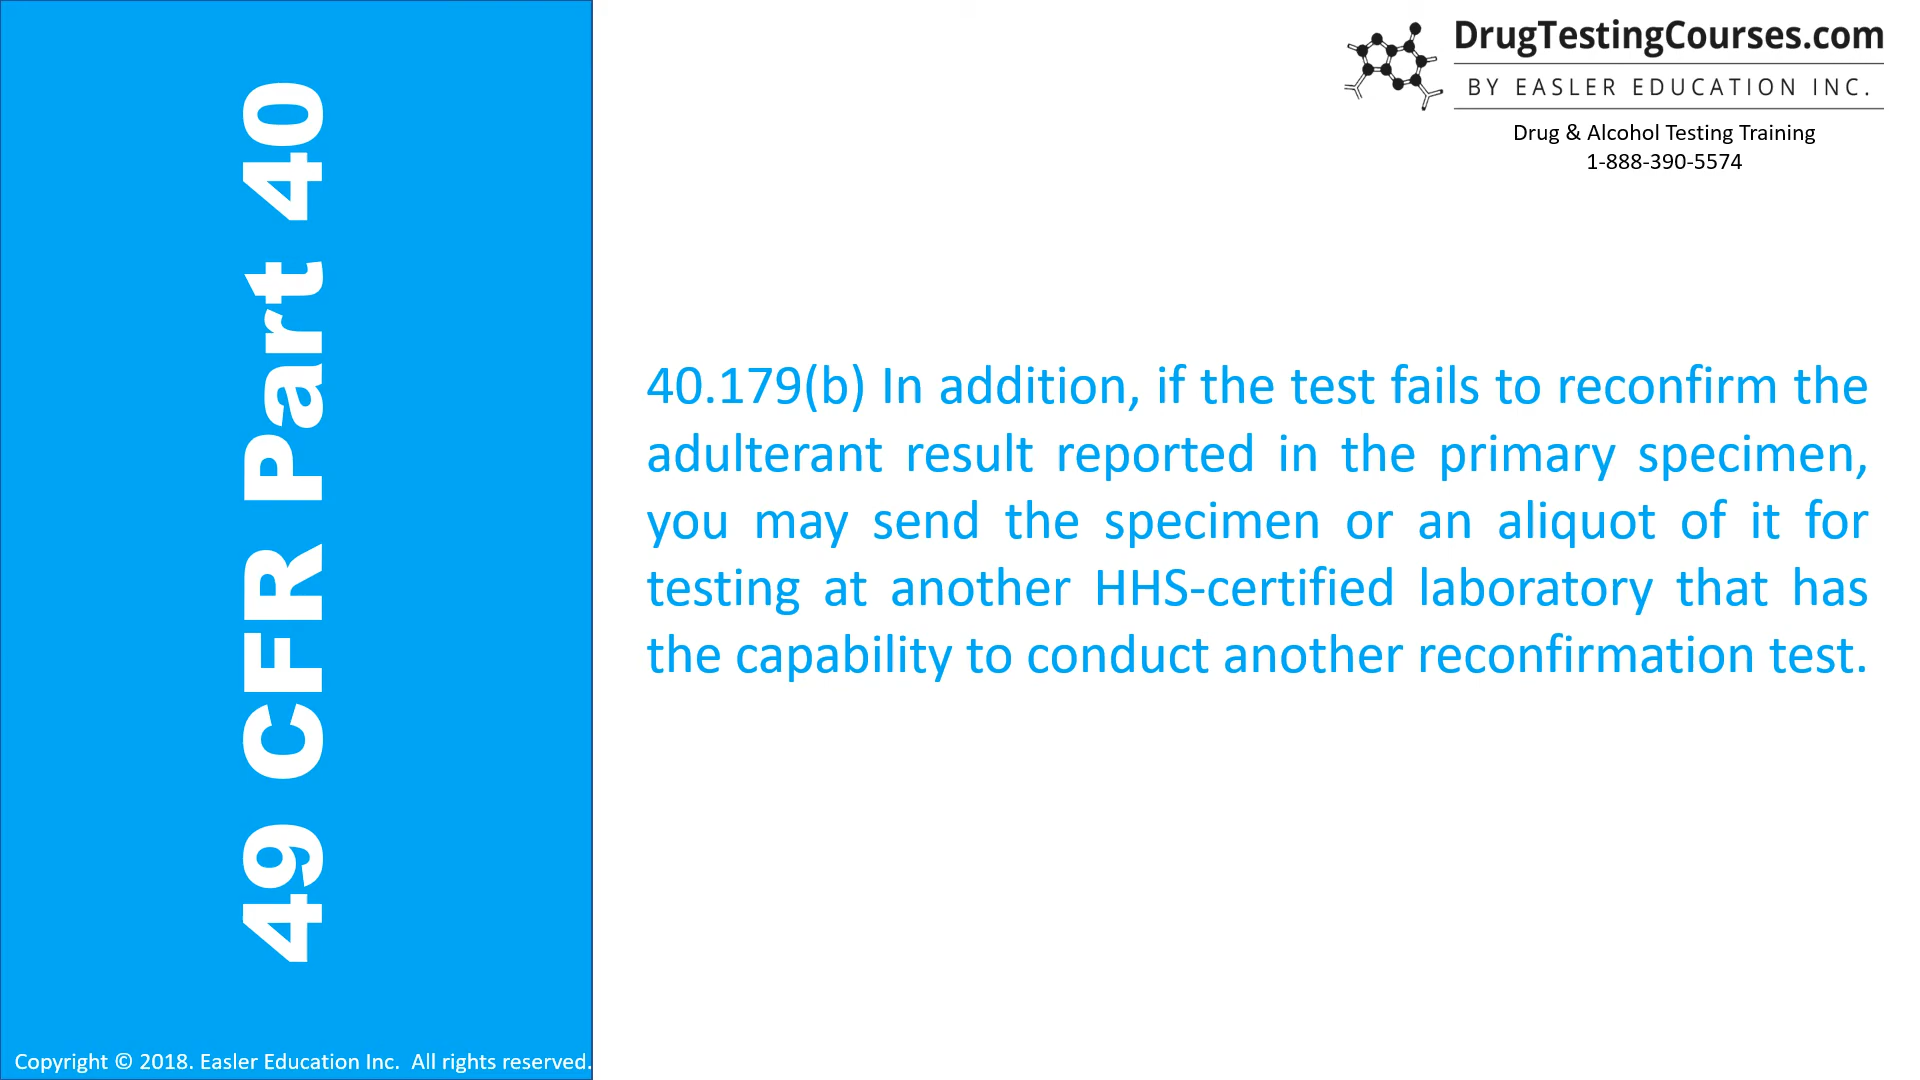 49 CFR Part 40
DrugTestingCourses.com
BY EASLER EDUCATION INC.
Drug & Alcohol Testing Training
1-888-390-5574
40.179(b) In addition, if the test fails to reconfirm the
adulterant result reported in the primary specimen,
you may send the specimen or an aliquot of it for
testing at another HHS-certified laboratory that has
the capability to conduct another reconfirmation test.
Copyright © 2018. Easler Education Inc. All rights reserved.